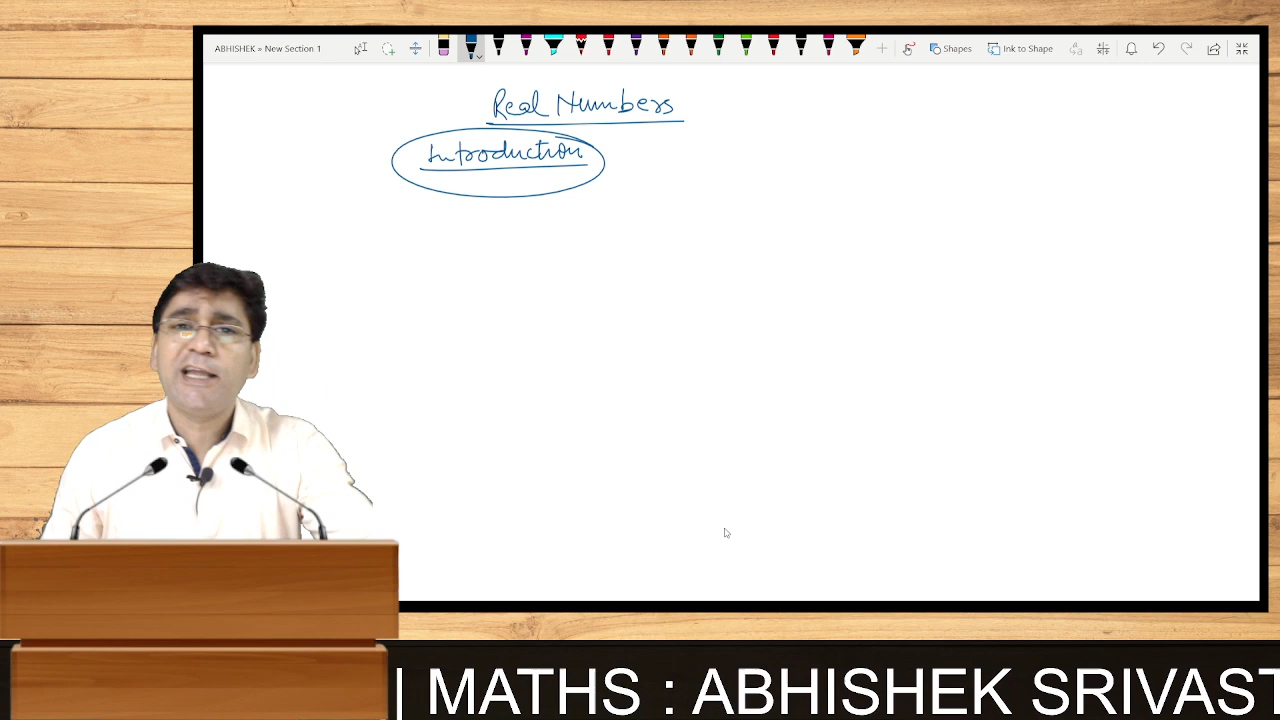 ABHISHEK » New Section 1
Shapes
Ink to Shape
Real Numbers
Introduction
| MATHS : ABHISHEK SRIVAST